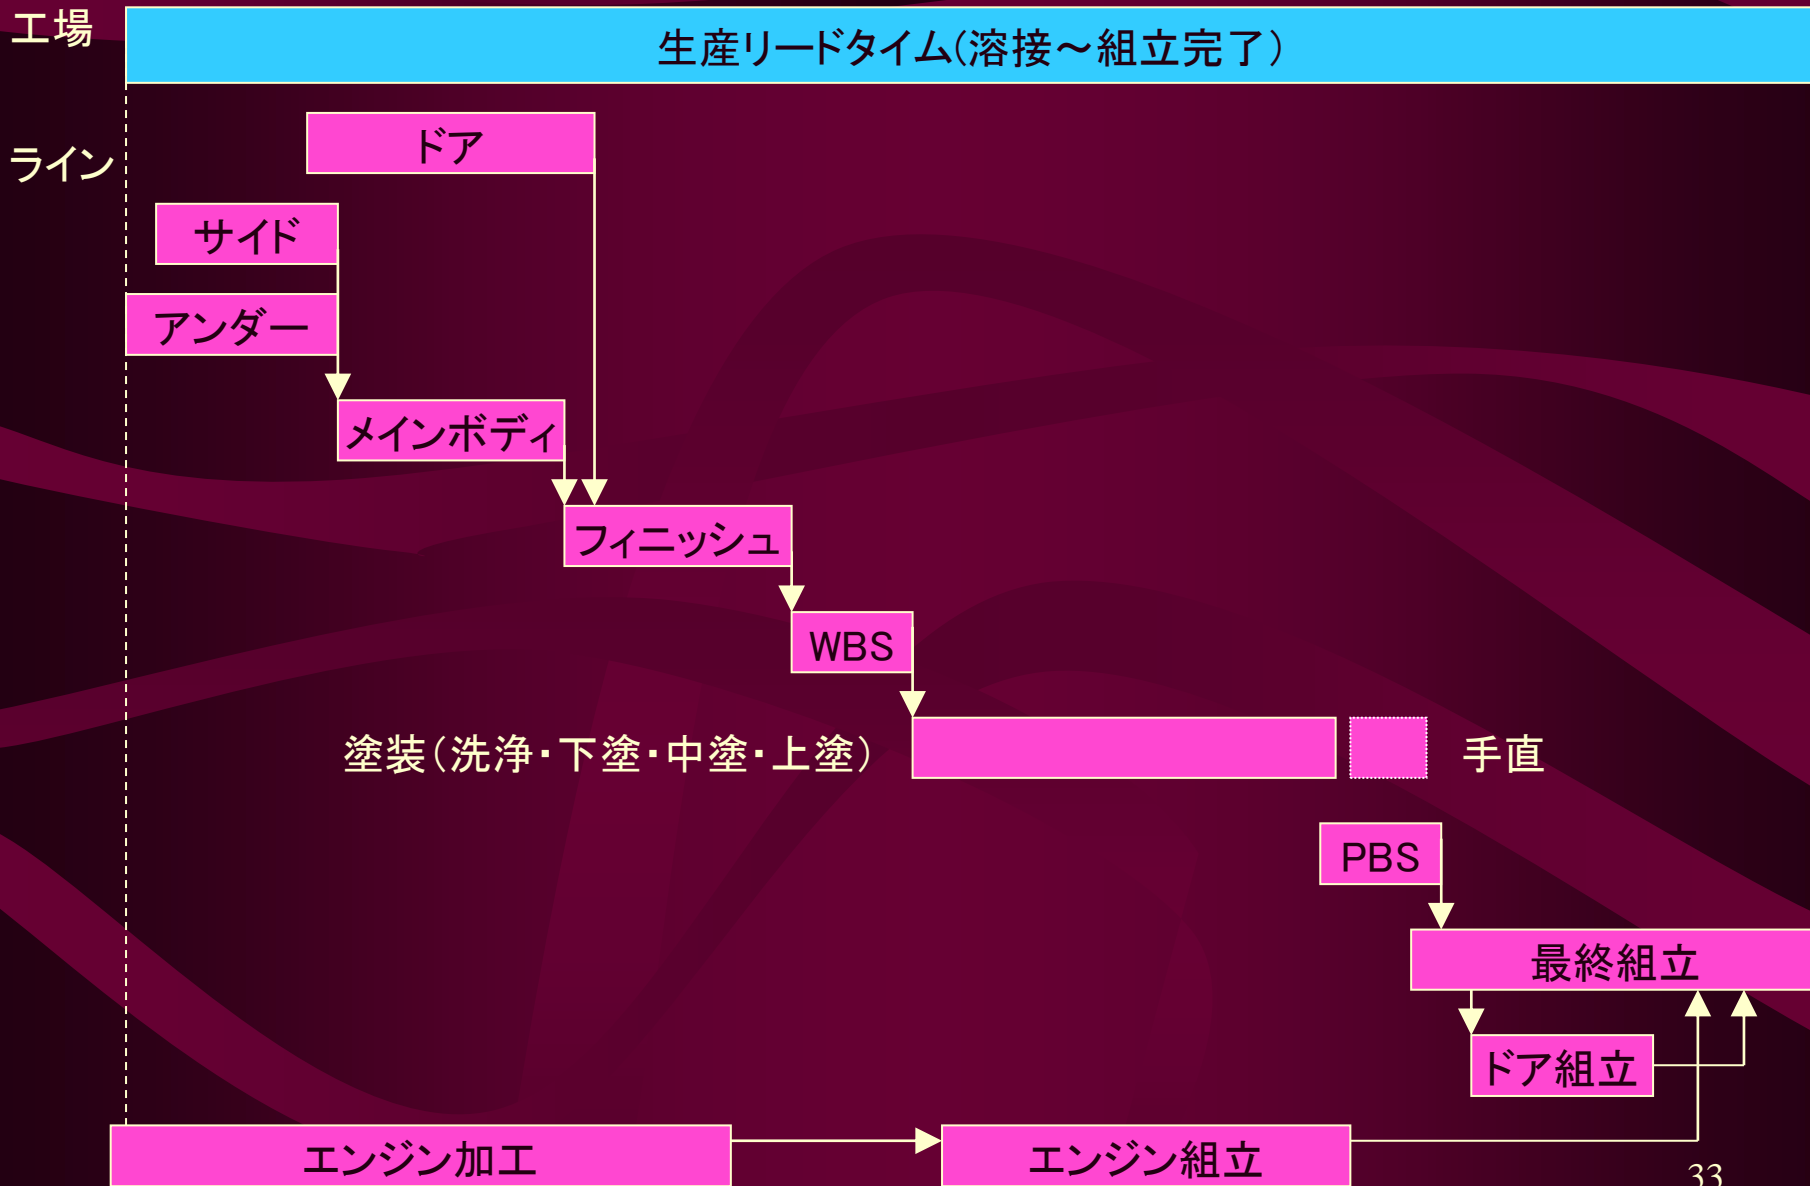 工場
生産リードタイム(溶接～組立完了)
ドア
ライン
サイド
アンダー
メインボディ
フィニッシュ
WBS
塗装(洗浄・下塗・中塗・上塗)
手直
PBS
最終組立
ドア組立
エンジン加工
エンジン組立
33